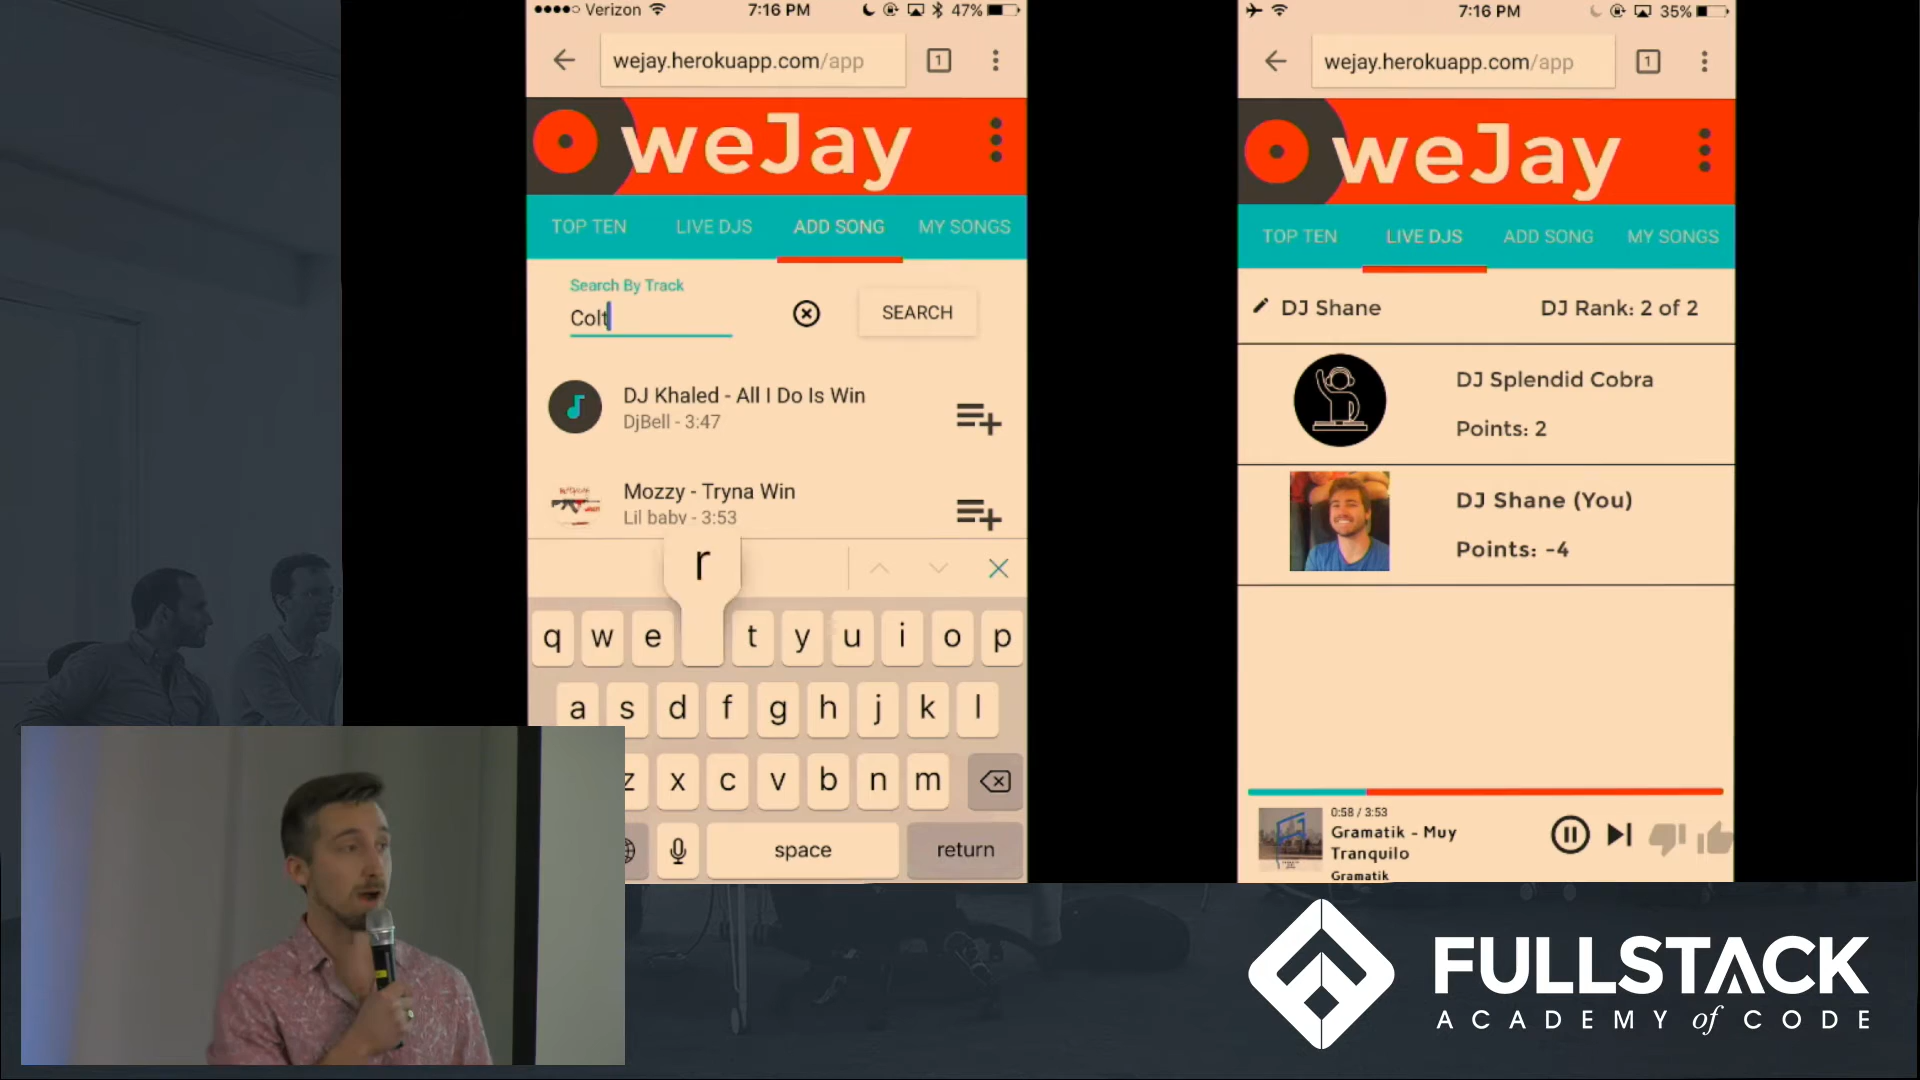 Verizon 7:16 PM 47%
wejay.herokuapp.com/app 1
weJay
TOP TEN LIVE DJS ADD SONG MY SONGS
Search By Track
Colt
SEARCH
DJ Khaled - All I Do Is Win
DjBell - 3:47
Mozzy - Tryna Win
Lil baby - 3:53
r
q w e t y u i o p
a s d f g h j k l
z x c v b n m
space return
7:16 PM 35%
wejay.herokuapp.com/app 1
weJay
TOP TEN LIVE DJS ADD SONG MY SONGS
DJ Shane DJ Rank: 2 of 2
DJ Splendid Cobra
Points: 2
DJ Shane (You)
Points: -4
0:58 / 3:53
Gramatik - Muy
Tranquilo
Gramatik
FULLSTACK
ACADEMY of CODE